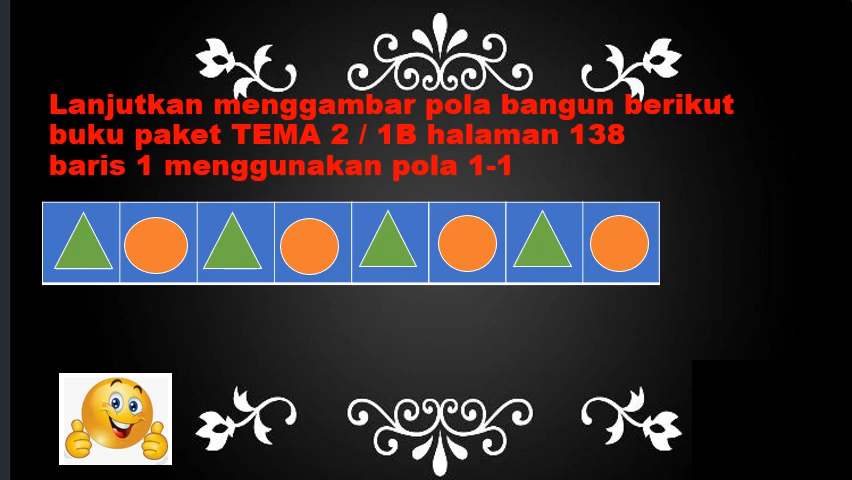 Lanjutkan menggambar pola bangun berikut
buku paket TEMA 2 / 1B halaman 138
baris 1 menggunakan pola 1-1